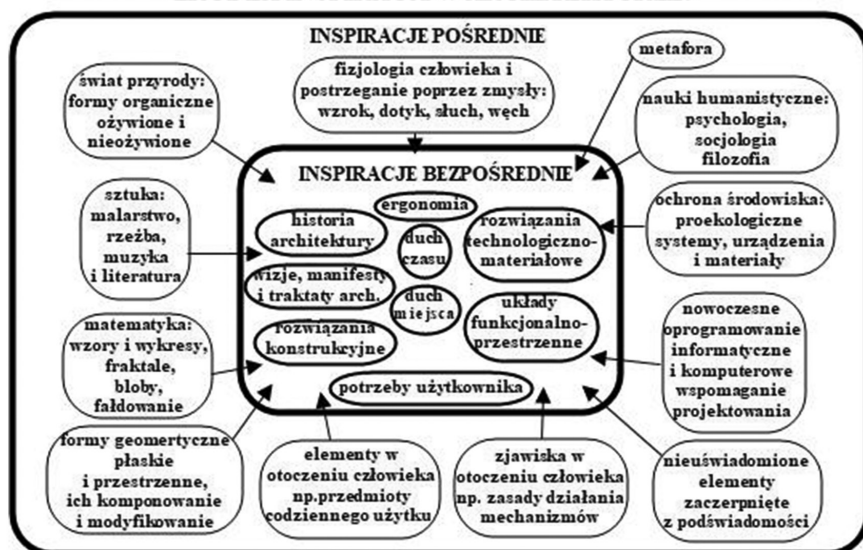 INSPIRACJE POŚREDNIE
metafora
świat przyrody:
formy organiczne
ożywione i
nieożywione
fizjologia człowieka i
postrzeganie poprzez zmysły:
wzrok, dotyk, słuch, węch
nauki humanistyczne:
psychologia,
socjologia
filozofia
INSPIRACJE BEZPOŚREDNIE
sztuka:
malarstwo,
rzeźba,
muzyka
i literatura
ergonomia
historia
architektury
duch
czasu
rozwiązania
technologiczno-
materiałowe
ochrona środowiska:
proekologiczne
systemy, urządzenia
i materiały
wizje, manifesty
i traktaty arch.
duch
miejsca
układy
funkcjonalno-
przestrzenne
matematyka:
wzory i wykresy,
fraktale,
bloby,
fałdowanie
rozwiązania
konstrukcyjne
nowoczesne
oprogramowanie
informatyczne
i komputerowe
wspomaganie
projektowania
potrzeby użytkownika
formy geomertyczne
płaskie
i przestrzenne,
ich komponowanie
i modyfikowanie
elementy w
otoczeniu człowieka
np.przedmioty
codziennego użytku
zjawiska w
otoczeniu człowieka
np. zasady działania
mechanizmów
nieuświadomione
elementy
zaczerpnięte
z podświadomości